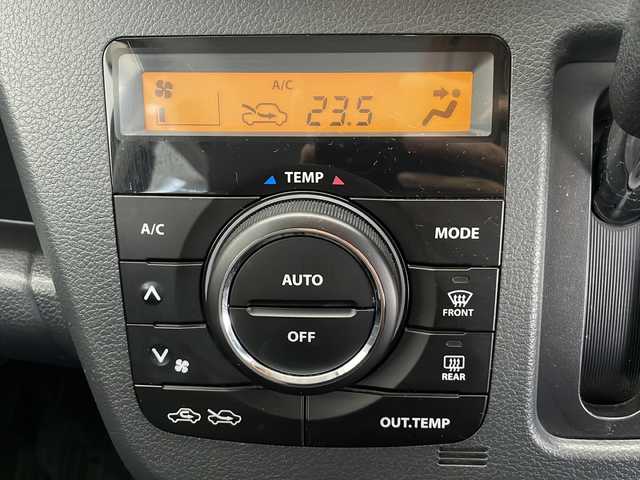 A/C
23.5
TEMP
A/C
MODE
AUTO
OFF
FRONT
REAR
OUT.TEMP